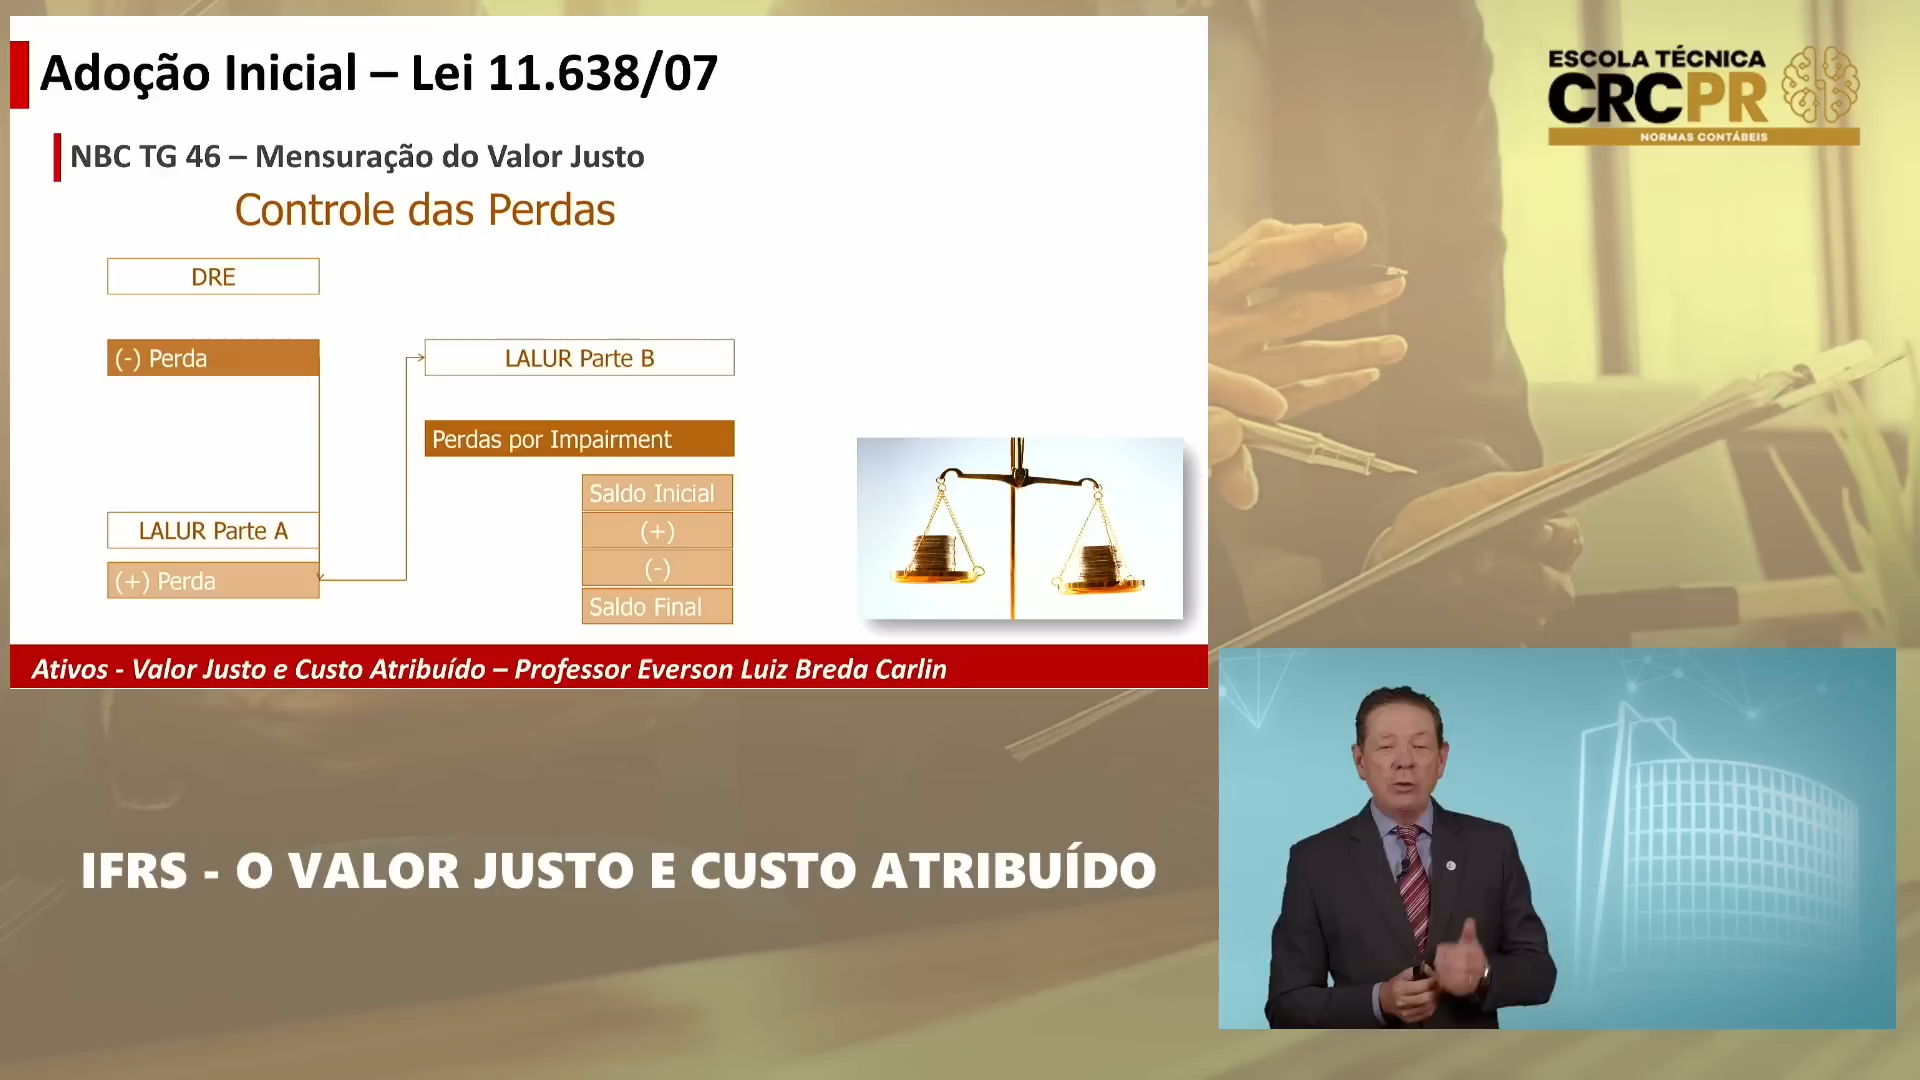 Adoção Inicial – Lei 11.638/07
NBC TG 46 – Mensuração do Valor Justo
Controle das Perdas
DRE
(-) Perda
LALUR Parte B
Perdas por Impairment
Saldo Inicial
(+)
(-)
Saldo Final
LALUR Parte A
(+) Perda
Ativos - Valor Justo e Custo Atribuído – Professor Everson Luiz Breda Carlin
ESCOLA TÉCNICA
CRCPR
NORMAS CONTÁBEIS
IFRS - O VALOR JUSTO E CUSTO ATRIBUÍDO